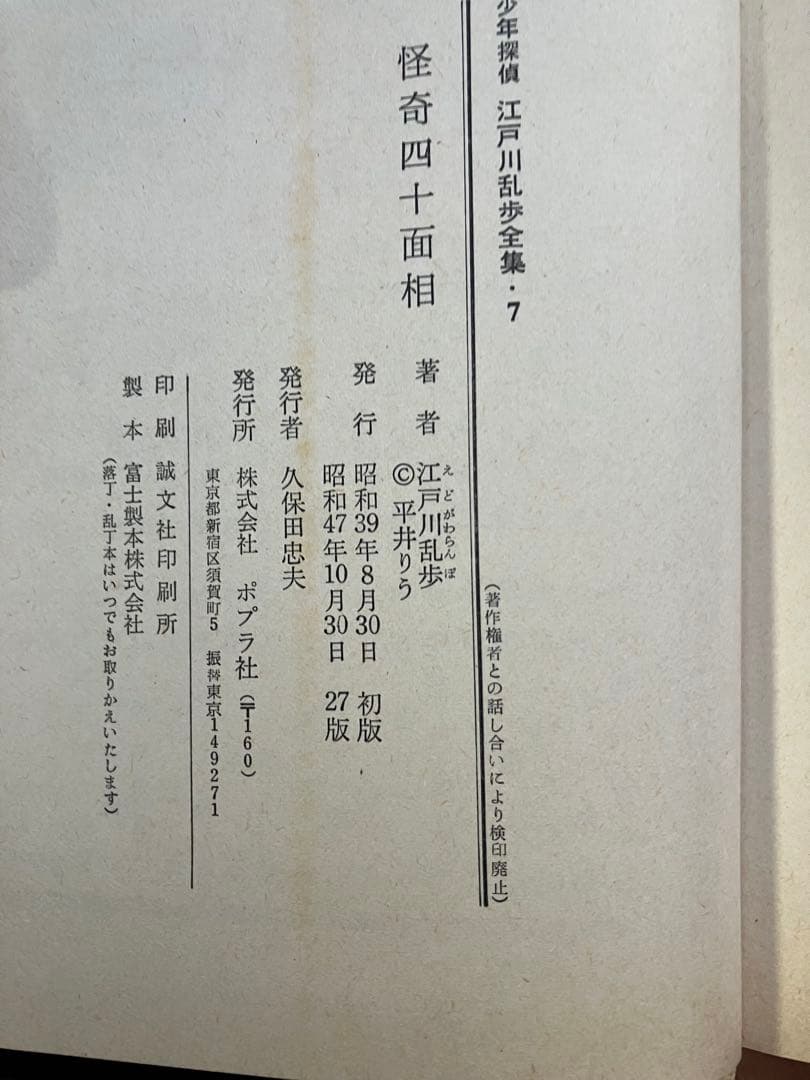 少年探偵 江戸川乱歩全集・7
(著作権者との話し合いにより検印廃止)
怪奇四十面相
著者 江戸川乱歩
えどがわらんぽ
© 平井りう
発行 昭和39年8月30日 初版
昭和47年10月30日 27版
発行者 久保田忠夫
発行所 株式会社 ポプラ社 (〒160)
東京都新宿区須賀町5 振替東京149271
印刷 誠文社印刷所
製本 富士製本株式会社
(落丁・乱丁本はいつでもお取りかえいたします)